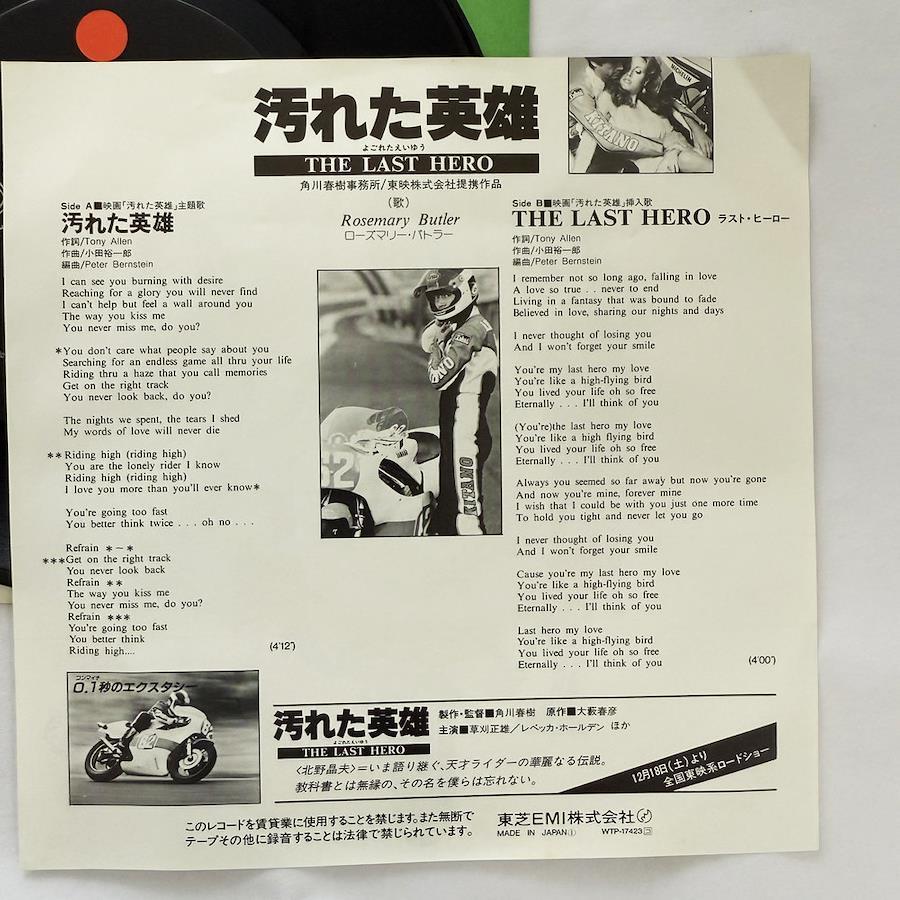 汚れた英雄
よごれたえいゆう
THE LAST HERO
角川春樹事務所/東映株式会社提携作品
(歌)
Rosemary Butler
ローズマリー・バトラー
MICHELIN
KITANO
Side A■映画「汚れた英雄」主題歌
汚れた英雄
作詞/Tony Allen
作曲/小田裕一郎
編曲/Peter Bernstein
I can see you burning with desire
Reaching for a glory you will never find
I can't help but feel a wall around you
The way you kiss me
You never miss me, do you?
*You don't care what people say about you
Searching for an endless game all thru your life
Riding thru a haze that you call memories
Get on the right track
You never look back, do you?
The nights we spent, the tears I shed
My words of love will never die
**Riding high (riding high)
You are the lonely rider I know
Riding high (riding high)
I love you more than you'll ever know*
You're going too fast
You better think twice . . . oh no . . .
Refrain *~*
***Get on the right track
You never look back
Refrain **
The way you kiss me
You never miss me, do you?
Refrain ***
You're going too fast
You better think
Riding high....
(4'12")
KITANO
62
Side B■映画「汚れた英雄」挿入歌
THE LAST HERO ラスト・ヒーロー
作詞/Tony Allen
作曲/小田裕一郎
編曲/Peter Bernstein
I remember not so long ago, falling in love
A love so true . . never to end
Living in a fantasy that was bound to fade
Believed in love, sharing our nights and days
I never thought of losing you
And I won't forget your smile
You're my last hero my love
You're like a high-flying bird
You lived your life oh so free
Eternally . . . I'll think of you
(You're)the last hero my love
You're like a high flying bird
You lived your life oh so free
Eternally . . . I'll think of you
Always you seemed so far away but now you're gone
And now you're mine, forever mine
I wish that I could be with you just one more time
To hold you tight and never let you go
I never thought of losing you
And I won't forget your smile
Cause you're my last hero my love
You're like a high-flying bird
You lived your life oh so free
Eternally . . . I'll think of you
Last hero my love
You're like a high-flying bird
You lived your life oh so free
Eternally . . . I'll think of you
(4'00")
コンマイチ
0.1秒のエクスタシー
62
汚れた英雄
よごれたえいゆう
THE LAST HERO
製作・監督■角川春樹 原作■大藪春彦
主演■草刈正雄/レベッカ・ホールデン ほか
〈北野晶夫〉=いま語り継ぐ、天才ライダーの華麗なる伝説。
教科書とは無縁の、その名を僕らは忘れない。
12月18日(土)より
全国東映系ロードショー
このレコードを賃貸業に使用することを禁じます。また無断で
テープその他に録音することは法律で禁じられています。
東芝EMI株式会社
MADE IN JAPAN① WTP-17423